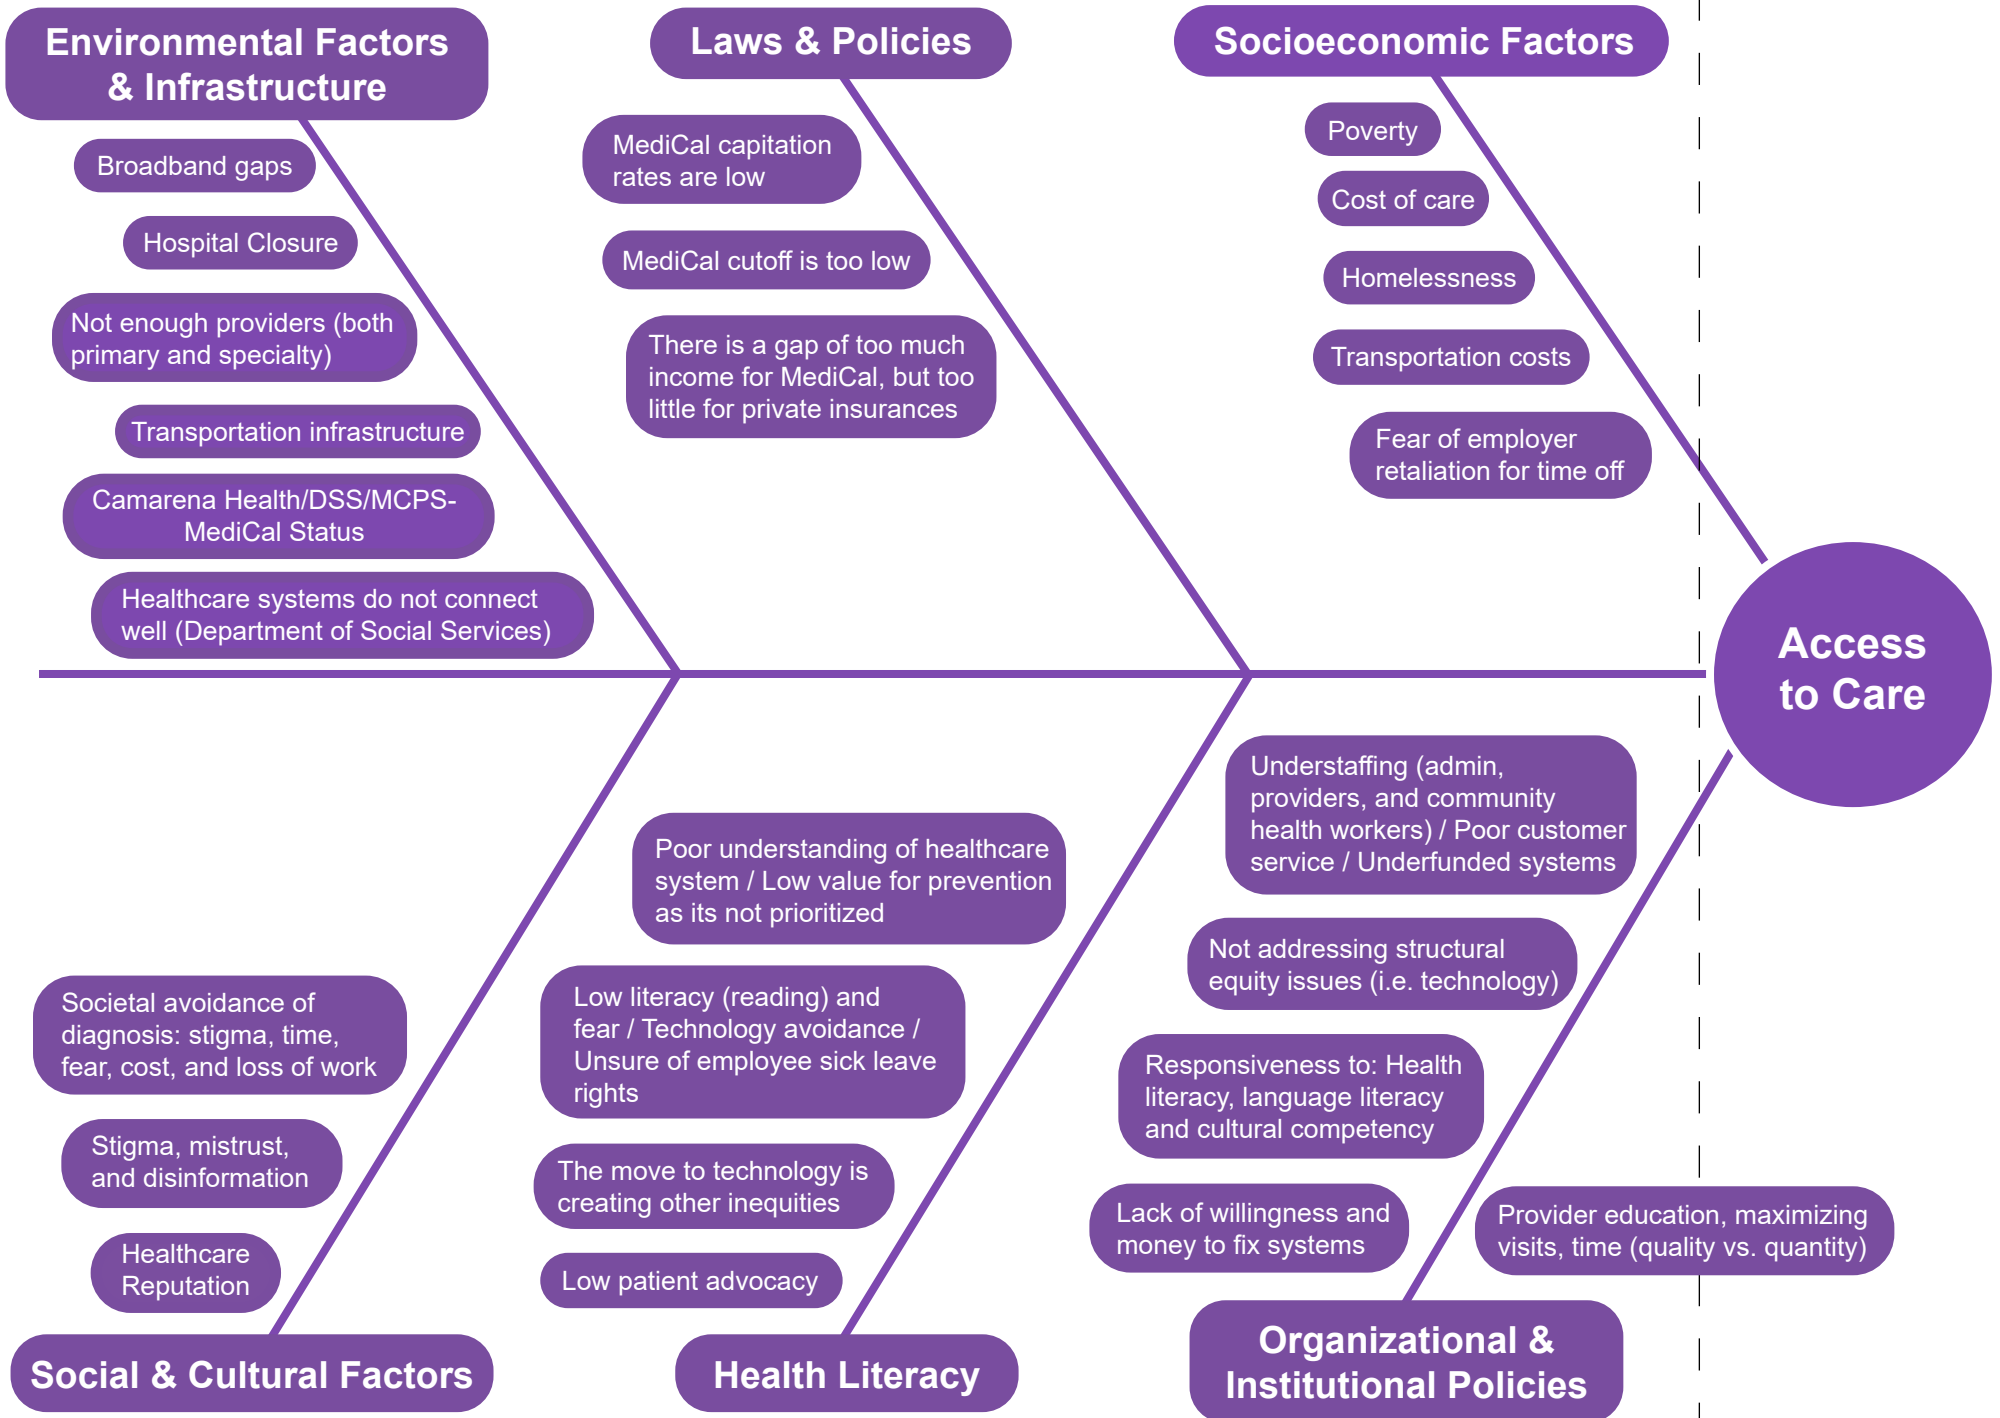 Environmental Factors
& Infrastructure
Broadband gaps
Hospital Closure
Not enough providers (both
primary and specialty)
Transportation infrastructure
Camarena Health/DSS/MCPS-
MediCal Status
Healthcare systems do not connect
well (Department of Social Services)
Laws & Policies
MediCal capitation
rates are low
MediCal cutoff is too low
There is a gap of too much
income for MediCal, but too
little for private insurances
Socioeconomic Factors
Poverty
Cost of care
Homelessness
Transportation costs
Fear of employer
retaliation for time off
Access
to Care
Societal avoidance of
diagnosis: stigma, time,
fear, cost, and loss of work
Stigma, mistrust,
and disinformation
Healthcare
Reputation
Social & Cultural Factors
Poor understanding of healthcare
system / Low value for prevention
as its not prioritized
Low literacy (reading) and
fear / Technology avoidance /
Unsure of employee sick leave
rights
The move to technology is
creating other inequities
Low patient advocacy
Health Literacy
Understaffing (admin,
providers, and community
health workers) / Poor customer
service / Underfunded systems
Not addressing structural
equity issues (i.e. technology)
Responsiveness to: Health
literacy, language literacy
and cultural competency
Lack of willingness and
money to fix systems
Provider education, maximizing
visits, time (quality vs. quantity)
Organizational &
Institutional Policies